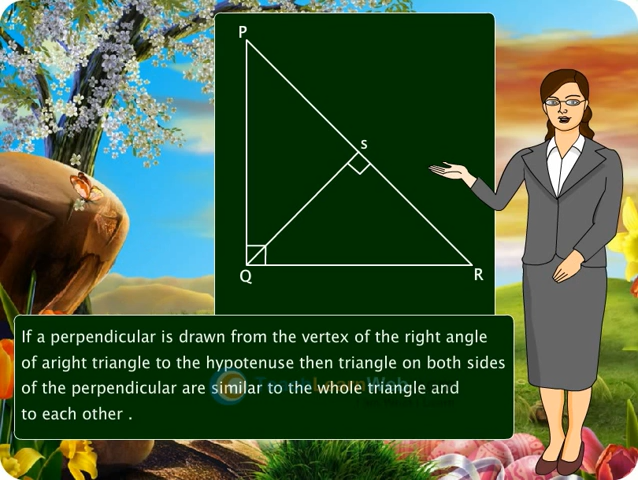 P
S
Q
R
If a perpendicular is drawn from the vertex of the right angle
of aright triangle to the hypotenuse then triangle on both sides
of the perpendicular are similar to the whole triangle and
to each other .